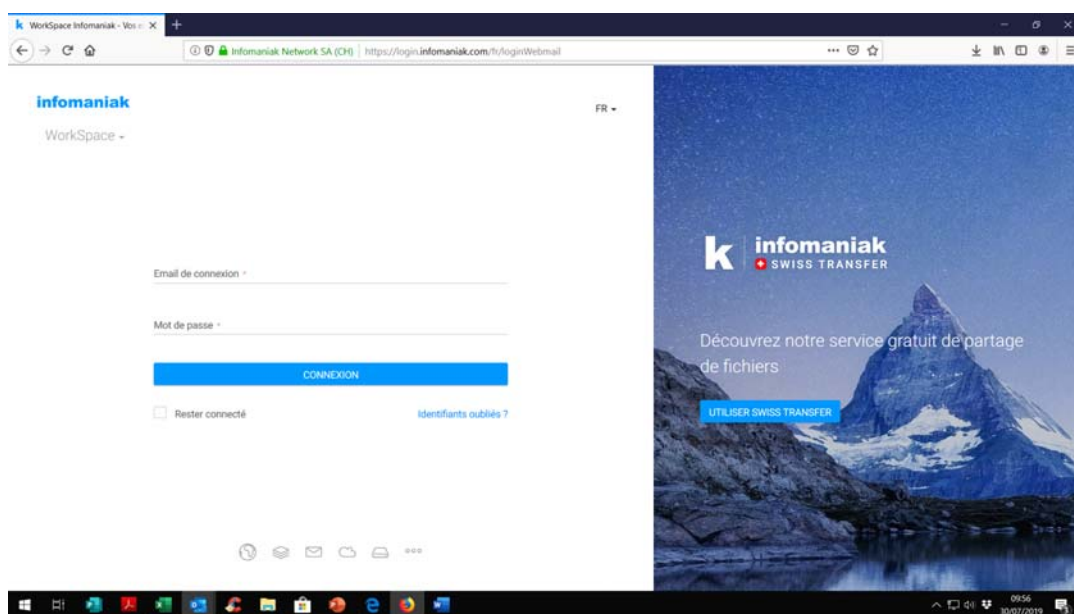 WorkSpace Infomaniak - Vos e
Infomaniak Network SA (CH)
https://login.infomaniak.com/fr/loginWebmail
infomaniak
FR
WorkSpace
Email de connexion *
Mot de passe *
CONNEXION
Rester connecté
Identifiants oubliés ?
k infomaniak
SWISS TRANSFER
Découvrez notre service gratuit de partage
de fichiers
UTILISER SWISS TRANSFER
09:56
30/07/2019